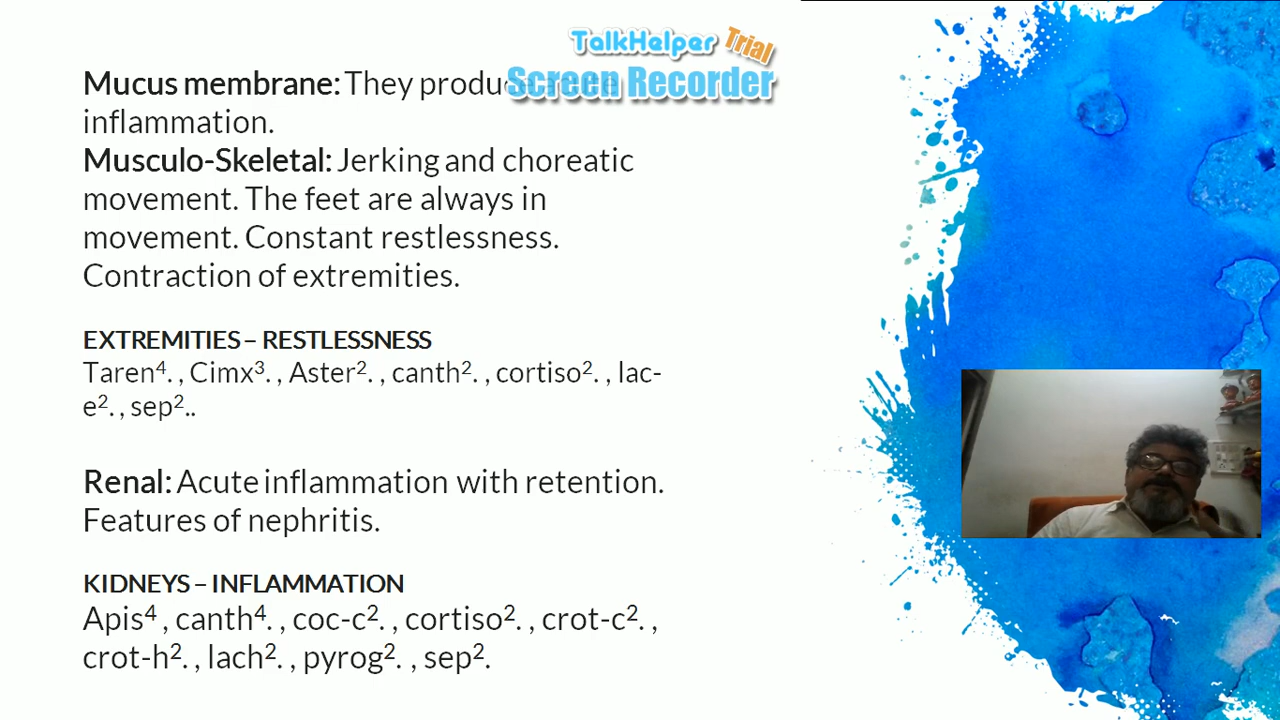 TalkHelper Trial
Screen Recorder
Mucus membrane: They produce
inflammation.
Musculo-Skeletal: Jerking and choreatic
movement. The feet are always in
movement. Constant restlessness.
Contraction of extremities.
EXTREMITIES – RESTLESSNESS
Taren⁴. , Cimx³. , Aster². , canth². , cortiso². , lac-
e². , sep²..
Renal: Acute inflammation with retention.
Features of nephritis.
KIDNEYS – INFLAMMATION
Apis⁴ , canth⁴. , coc-c². , cortiso². , crot-c². ,
crot-h². , lach². , pyrog². , sep².